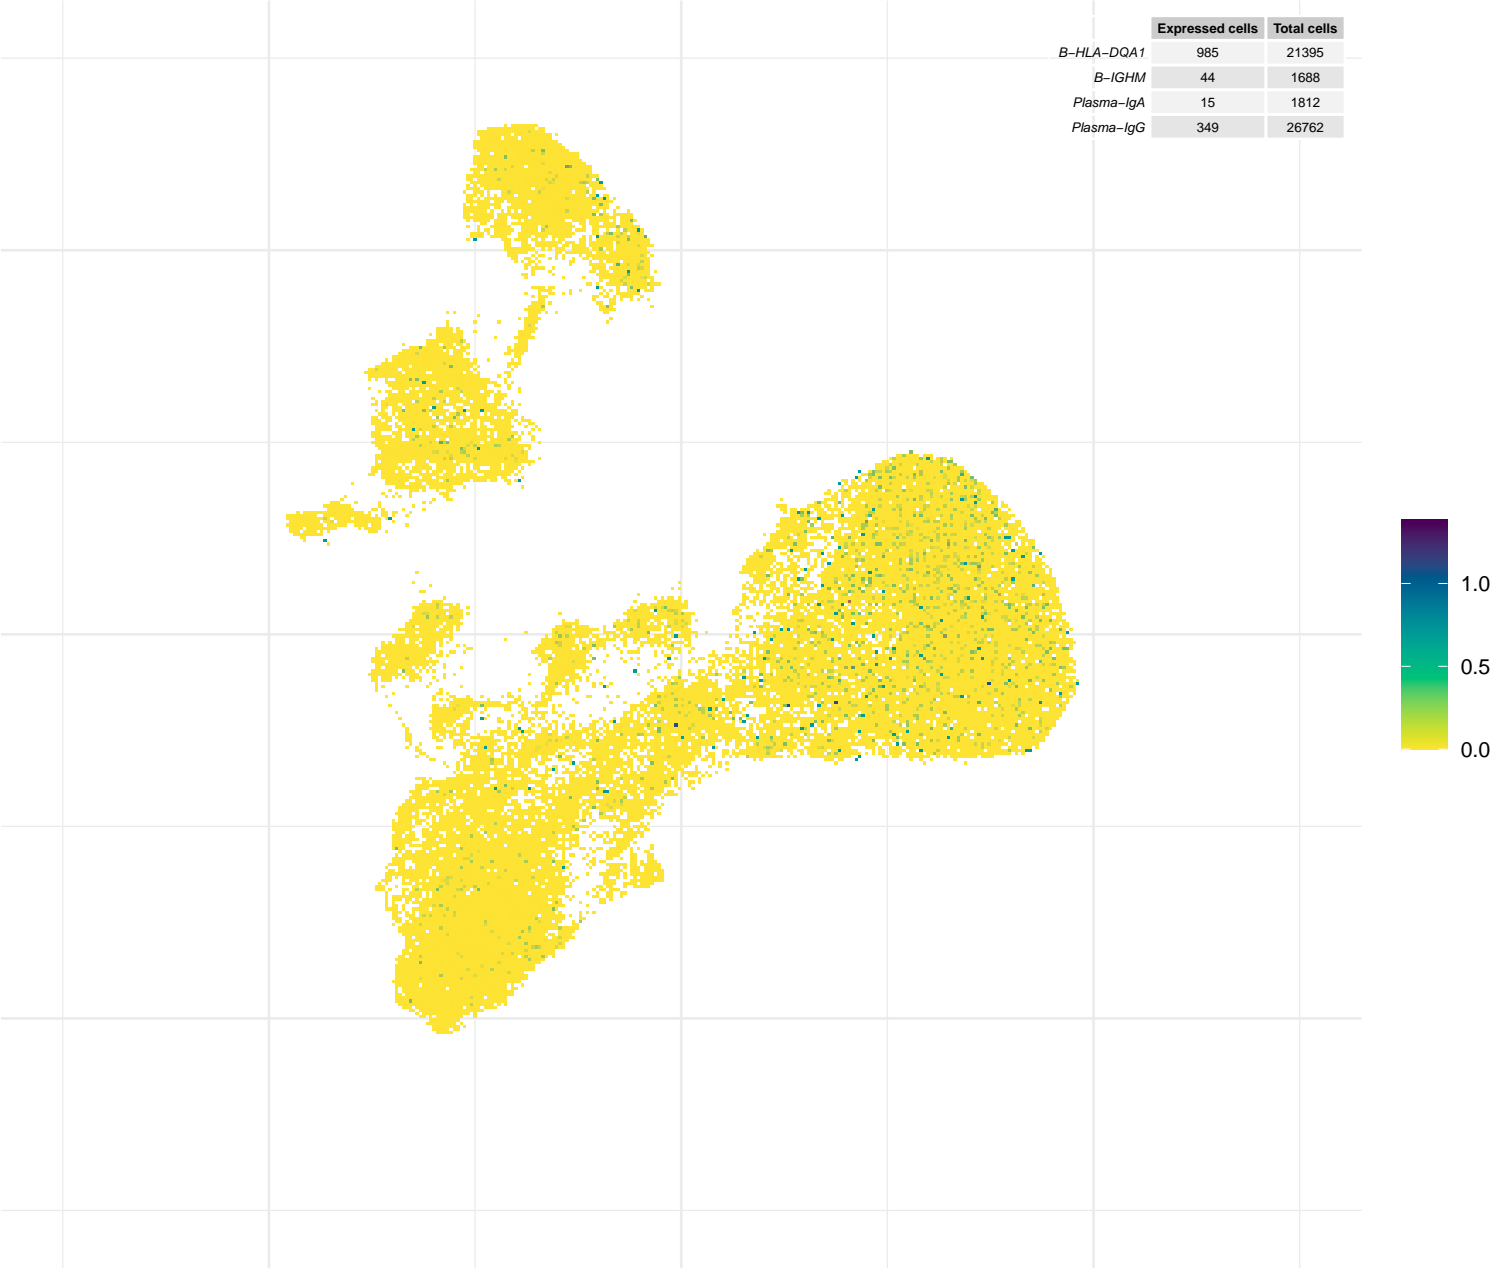 Expressed cells Total cells
B−HLA−DQA1 985 21395
B−IGHM 44 1688
Plasma−IgA 15 1812
Plasma−IgG 349 26762
1.0
0.5
0.0